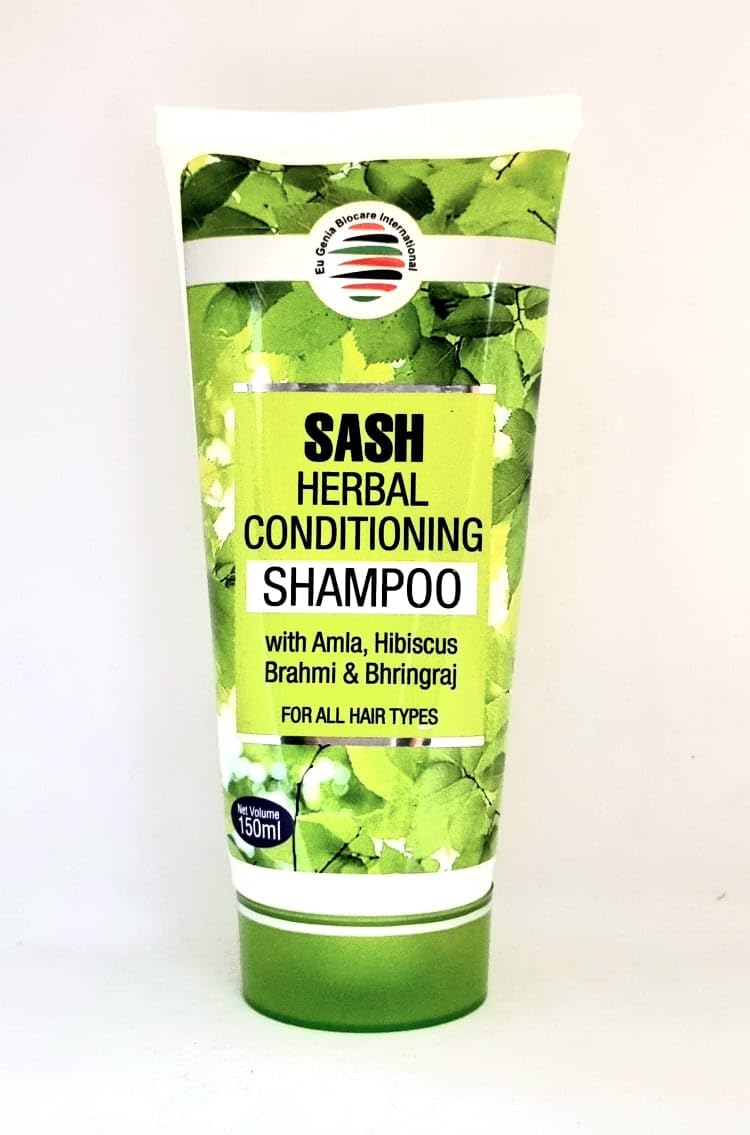 Eu Genia Biocare International
SASH
HERBAL
CONDITIONING
SHAMPOO
with Amla, Hibiscus
Brahmi & Bhringraj
FOR ALL HAIR TYPES
Net Volume
150ml